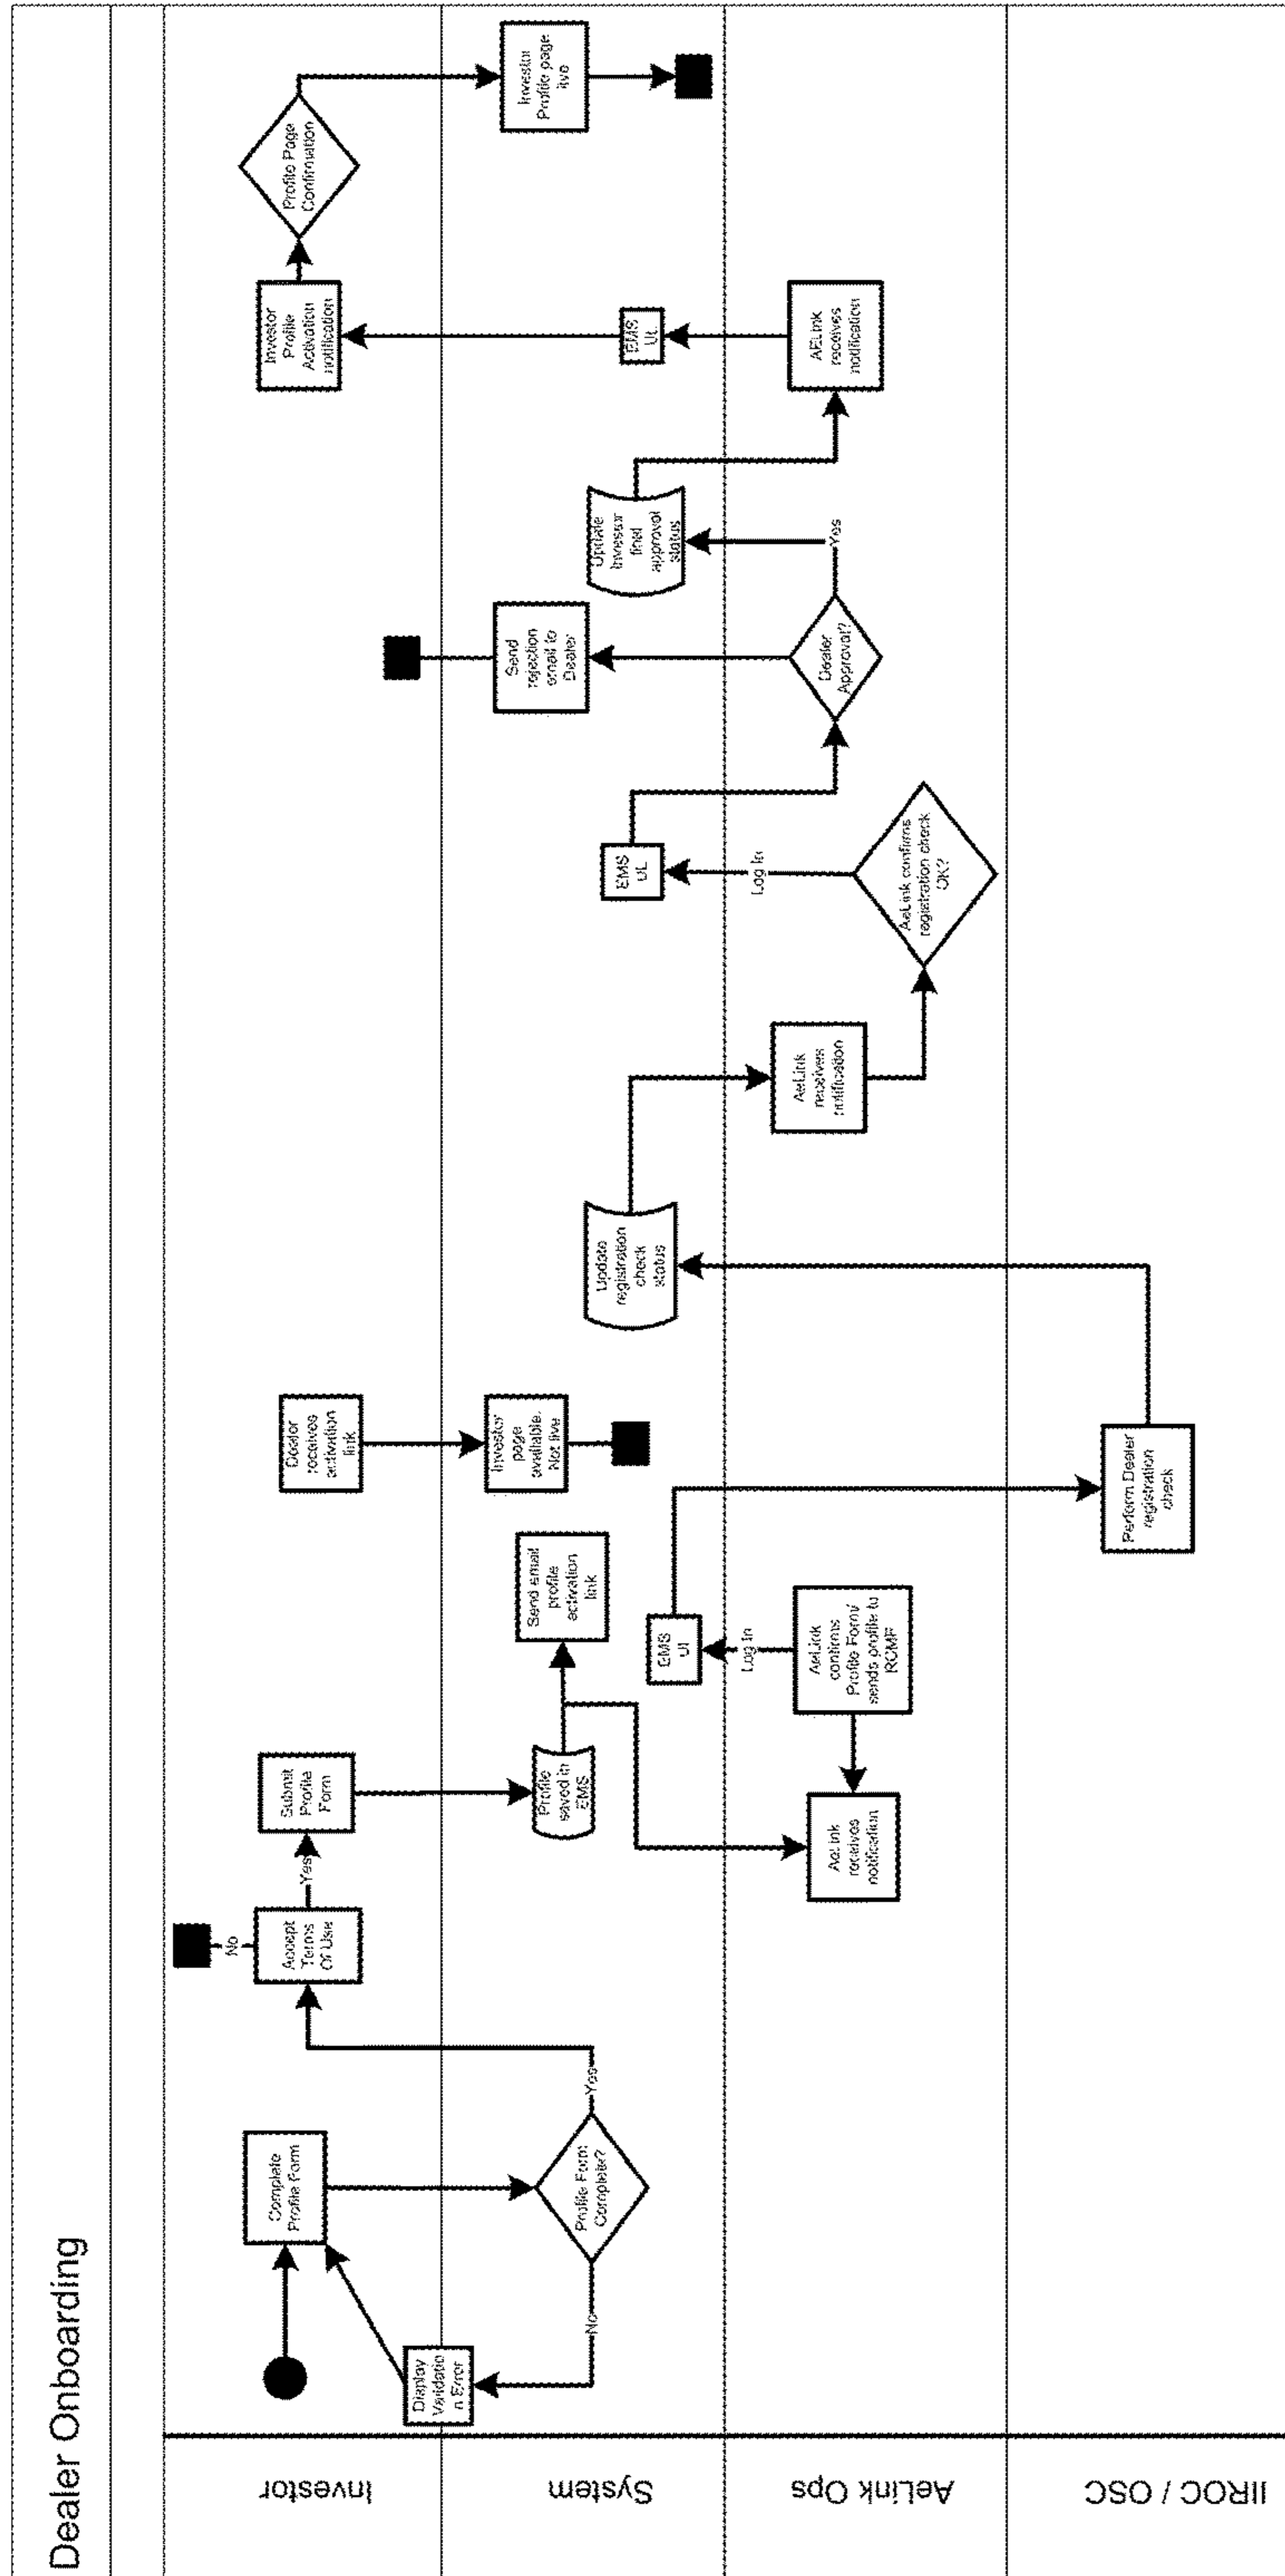 Dealer Onboarding
Investor
System
AeLink Ops
IIROC / OSC
Complete
Profile Form
Display
Validatio
n Error
Profile Form
Complete?
No
Yes
Accept
Terms
Of Use
No
Yes
Submit
Profile
Form
Profile
saved in
EMS
AeLink
receives
notification
Send email
profile
activation
link
AeLink
confirms
Profile Form/
sends profile to
RCMP
Log In
EMS
UI
Dealer
receives
activation
link
Investor
page
available.
Not live
Perform Dealer
registration
check
Update
registration
check
status
AeLink
receives
notification
AeLink confirms
registration check
OK?
Log In
EMS
UI
Dealer
Approval?
Send
rejection
email to
Dealer
Yes
Update
Investor
final
approval
status
AELink
receives
notification
EMS
UI
Investor
Profile
Activation
notification
Profile Page
Confirmation
Investor
Profile page
live